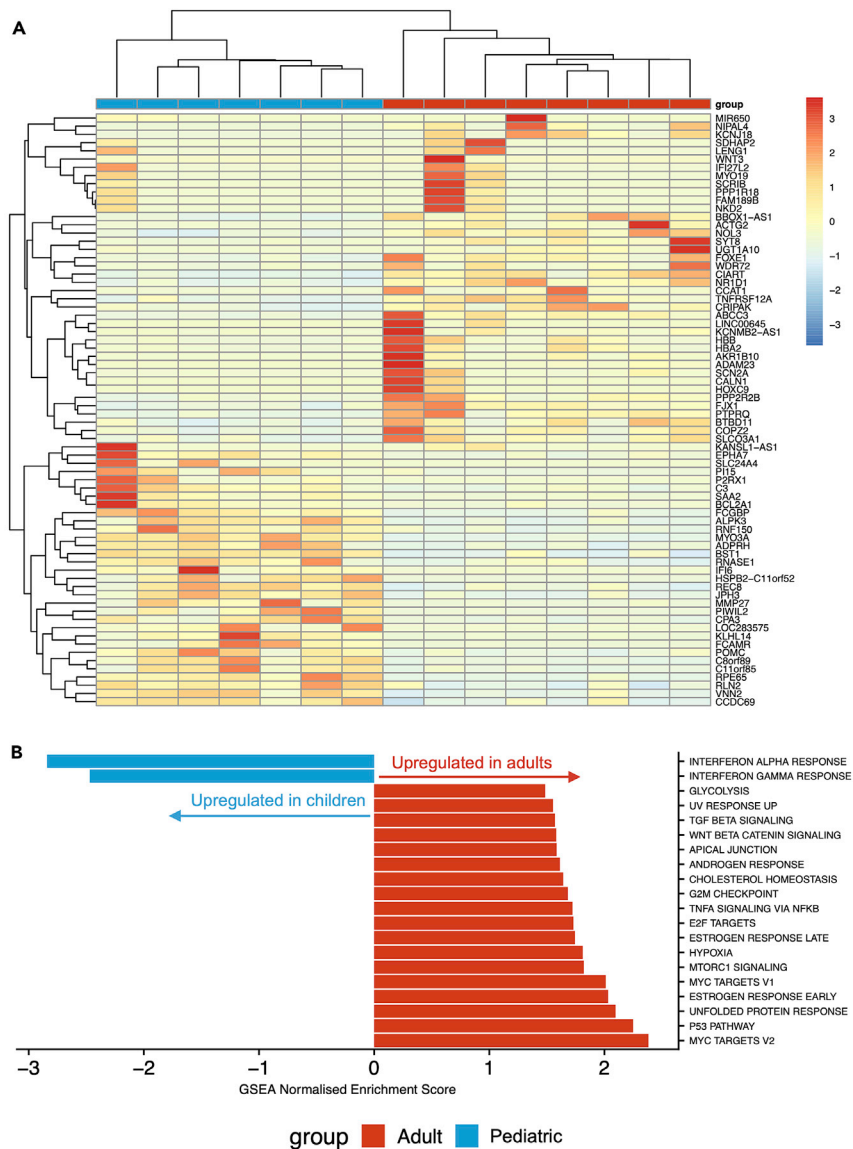 A
group
MIR650
NIPAL4
KCNJ18
SDHAP2
LENG1
WNT3
IFI27L2
MYO19
SCRIB
PPP1R18
FAM189B
NKD2
BBOX1−AS1
ACTG2
NOL3
SYT8
UGT1A10
FOXE1
WDR72
CIART
NR1D1
CCAT1
TNFRSF12A
CRIPAK
ABCC3
LINC00645
KCNMB2−AS1
HBB
HBA2
AKR1B10
ADAM23
SCN2A
CALN1
HOXC9
PPP2R2B
FJX1
PTPRQ
BTBD11
COPZ2
SLCO3A1
KANSL1−AS1
EPHA7
SLC24A4
PI15
P2RX1
C3
SAA2
BCL2A1
FCGBP
ALPK3
RNF150
MYO3A
ADPRH
BST1
RNASE1
IFI6
HSPB2−C11orf52
REC8
JPH3
MMP27
PIWIL2
CPA3
LOC283575
KLHL14
FCAMR
POMC
C8orf89
C11orf85
RPE65
RLN2
VNN2
CCDC69
3
2
1
0
−1
−2
−3
B
Upregulated in adults
Upregulated in children
INTERFERON ALPHA RESPONSE
INTERFERON GAMMA RESPONSE
GLYCOLYSIS
UV RESPONSE UP
TGF BETA SIGNALING
WNT BETA CATENIN SIGNALING
APICAL JUNCTION
ANDROGEN RESPONSE
CHOLESTEROL HOMEOSTASIS
G2M CHECKPOINT
TNFA SIGNALING VIA NFKB
E2F TARGETS
ESTROGEN RESPONSE LATE
HYPOXIA
MTORC1 SIGNALING
MYC TARGETS V1
ESTROGEN RESPONSE EARLY
UNFOLDED PROTEIN RESPONSE
P53 PATHWAY
MYC TARGETS V2
−3 −2 −1 0 1 2
GSEA Normalised Enrichment Score
group Adult Pediatric